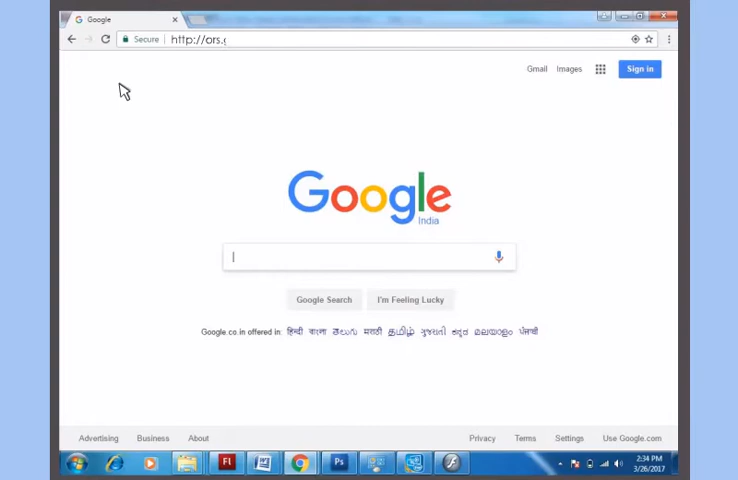 Google
Secure http://ors.g
Gmail Images Sign in
Google
India
Google Search I'm Feeling Lucky
Google.co.in offered in: हिन्दी বাংলা తెలుగు मराठी தமிழ் ગુજરાતી ಕನ್ನಡ മലയാളം ਪੰਜਾਬੀ
Advertising Business About Privacy Terms Settings Use Google.com
Fl W Ps
2:34 PM
3/26/2017